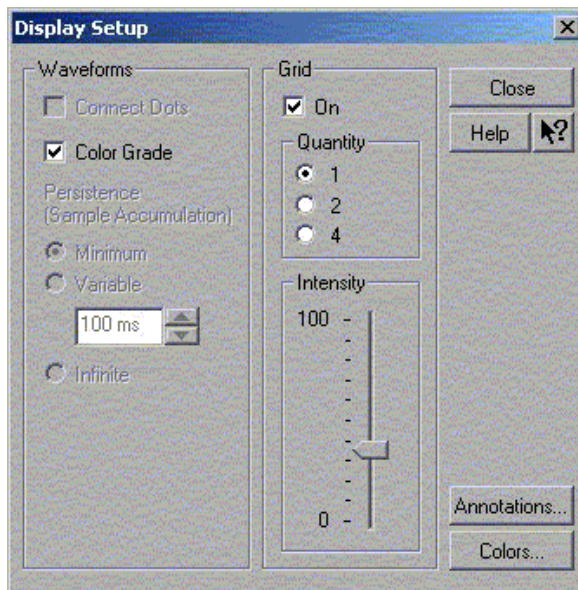 Display Setup
Waveforms
Connect Dots
Color Grade
Persistence
(Sample Accumulation)
Minimum
Variable
100 ms
Infinite
Grid
On
Quantity
1
2
4
Intensity
100
0
Close
Help
?
Annotations...
Colors...